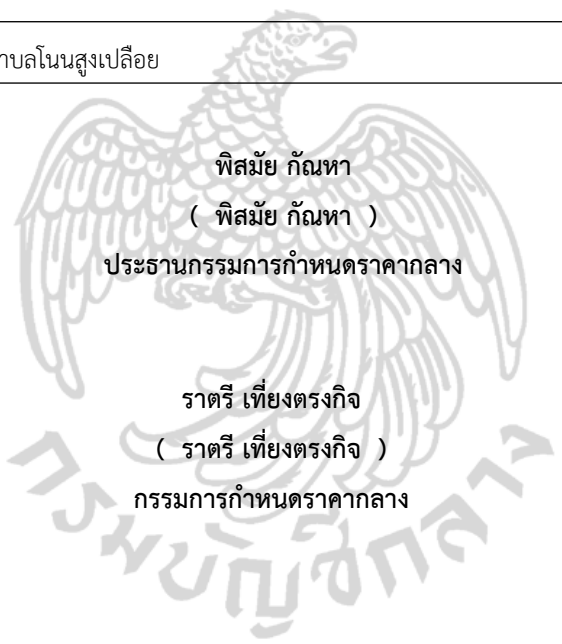 าบลโนนสูงเปลือย
พิสมัย กัณหา
( พิสมัย กัณหา )
ประธานกรรมการกำหนดราคากลาง
ราตรี เที่ยงตรงกิจ
( ราตรี เที่ยงตรงกิจ )
กรรมการกำหนดราคากลาง
กรมบัญชีกลาง